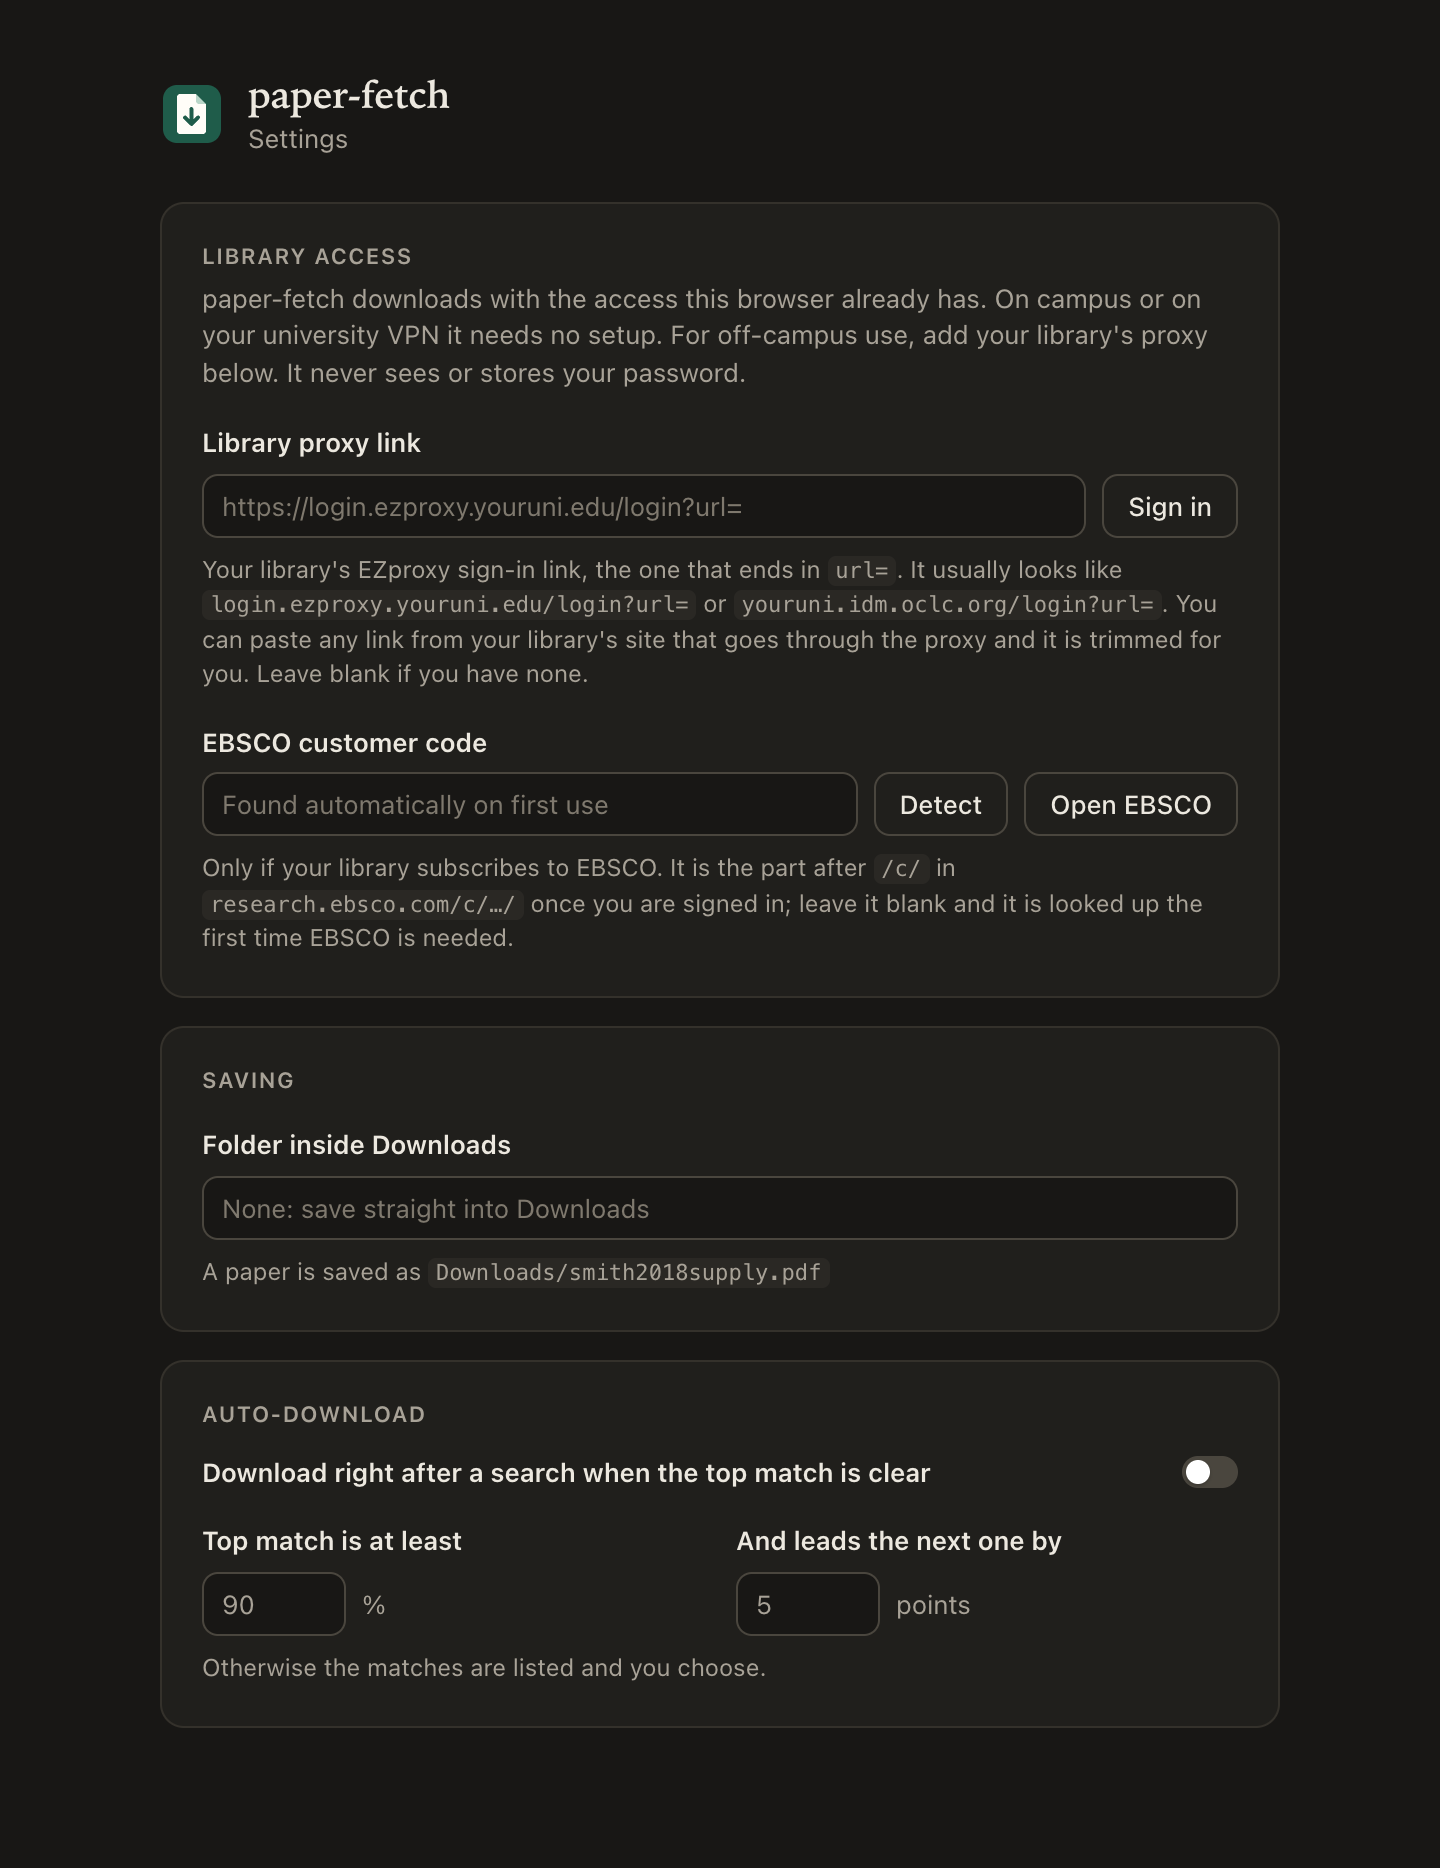 paper-fetch
Settings
LIBRARY ACCESS
paper-fetch downloads with the access this browser already has. On campus or on
your university VPN it needs no setup. For off-campus use, add your library's proxy
below. It never sees or stores your password.
Library proxy link
https://login.ezproxy.youruni.edu/login?url=
Sign in
Your library's EZproxy sign-in link, the one that ends in url=. It usually looks like
login.ezproxy.youruni.edu/login?url= or youruni.idm.oclc.org/login?url=. You
can paste any link from your library's site that goes through the proxy and it is trimmed for
you. Leave blank if you have none.
EBSCO customer code
Found automatically on first use
Detect
Open EBSCO
Only if your library subscribes to EBSCO. It is the part after /c/ in
research.ebsco.com/c/…/ once you are signed in; leave it blank and it is looked up the
first time EBSCO is needed.
SAVING
Folder inside Downloads
None: save straight into Downloads
A paper is saved as Downloads/smith2018supply.pdf
AUTO-DOWNLOAD
Download right after a search when the top match is clear
Top match is at least
90 %
And leads the next one by
5 points
Otherwise the matches are listed and you choose.